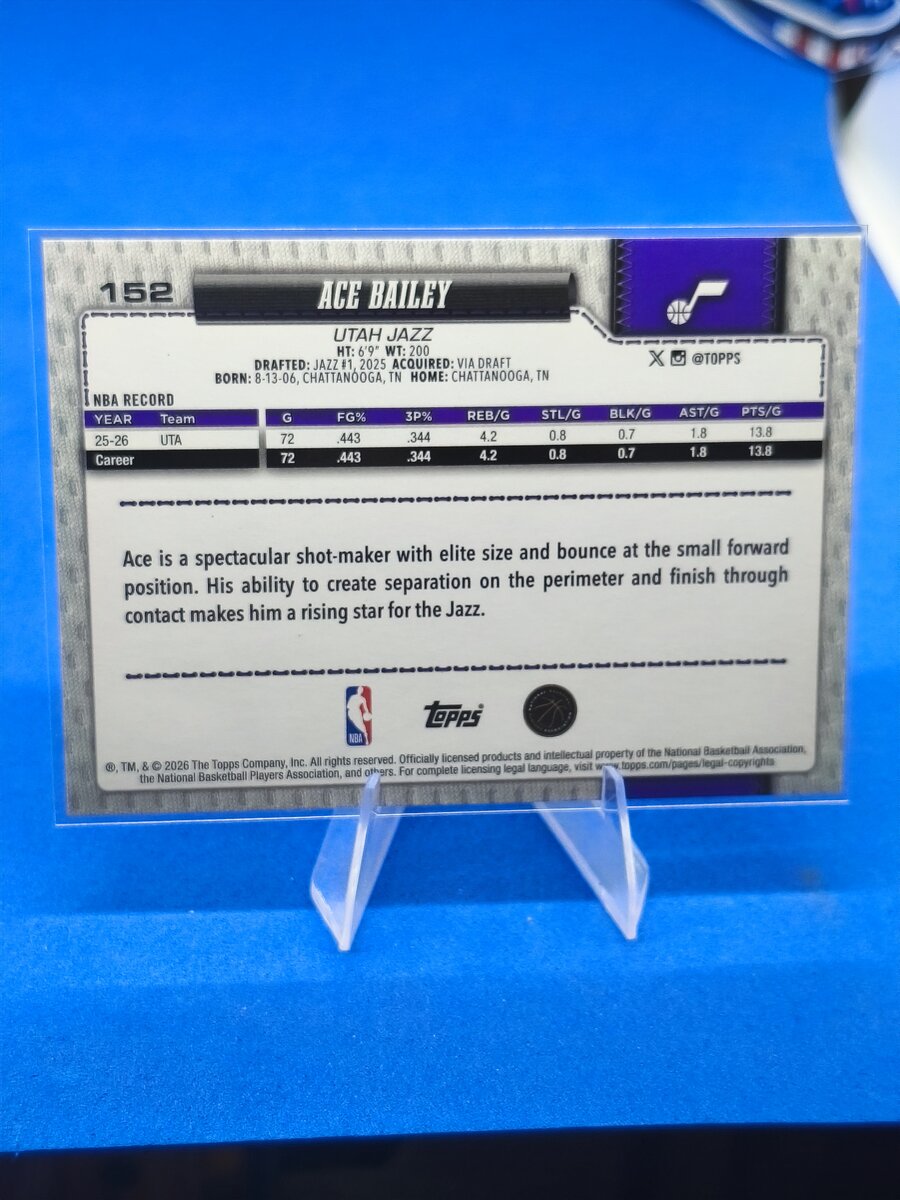 152
ACE BAILEY
UTAH JAZZ
HT: 6'9" WT: 200
DRAFTED: JAZZ #1, 2025 ACQUIRED: VIA DRAFT
BORN: 8-13-06, CHATTANOOGA, TN HOME: CHATTANOOGA, TN
@TOPPS
NBA RECORD
YEAR Team G FG% 3P% REB/G STL/G BLK/G AST/G PTS/G
25-26 UTA 72 .443 .344 4.2 0.8 0.7 1.8 13.8
Career 72 .443 .344 4.2 0.8 0.7 1.8 13.8
Ace is a spectacular shot-maker with elite size and bounce at the small forward
position. His ability to create separation on the perimeter and finish through
contact makes him a rising star for the Jazz.
NBA
Topps
®, TM, & © 2026 The Topps Company, Inc. All rights reserved. Officially licensed products and intellectual property of the National Basketball Association,
the National Basketball Players Association, and others. For complete licensing legal language, visit www.topps.com/pages/legal-copyrights